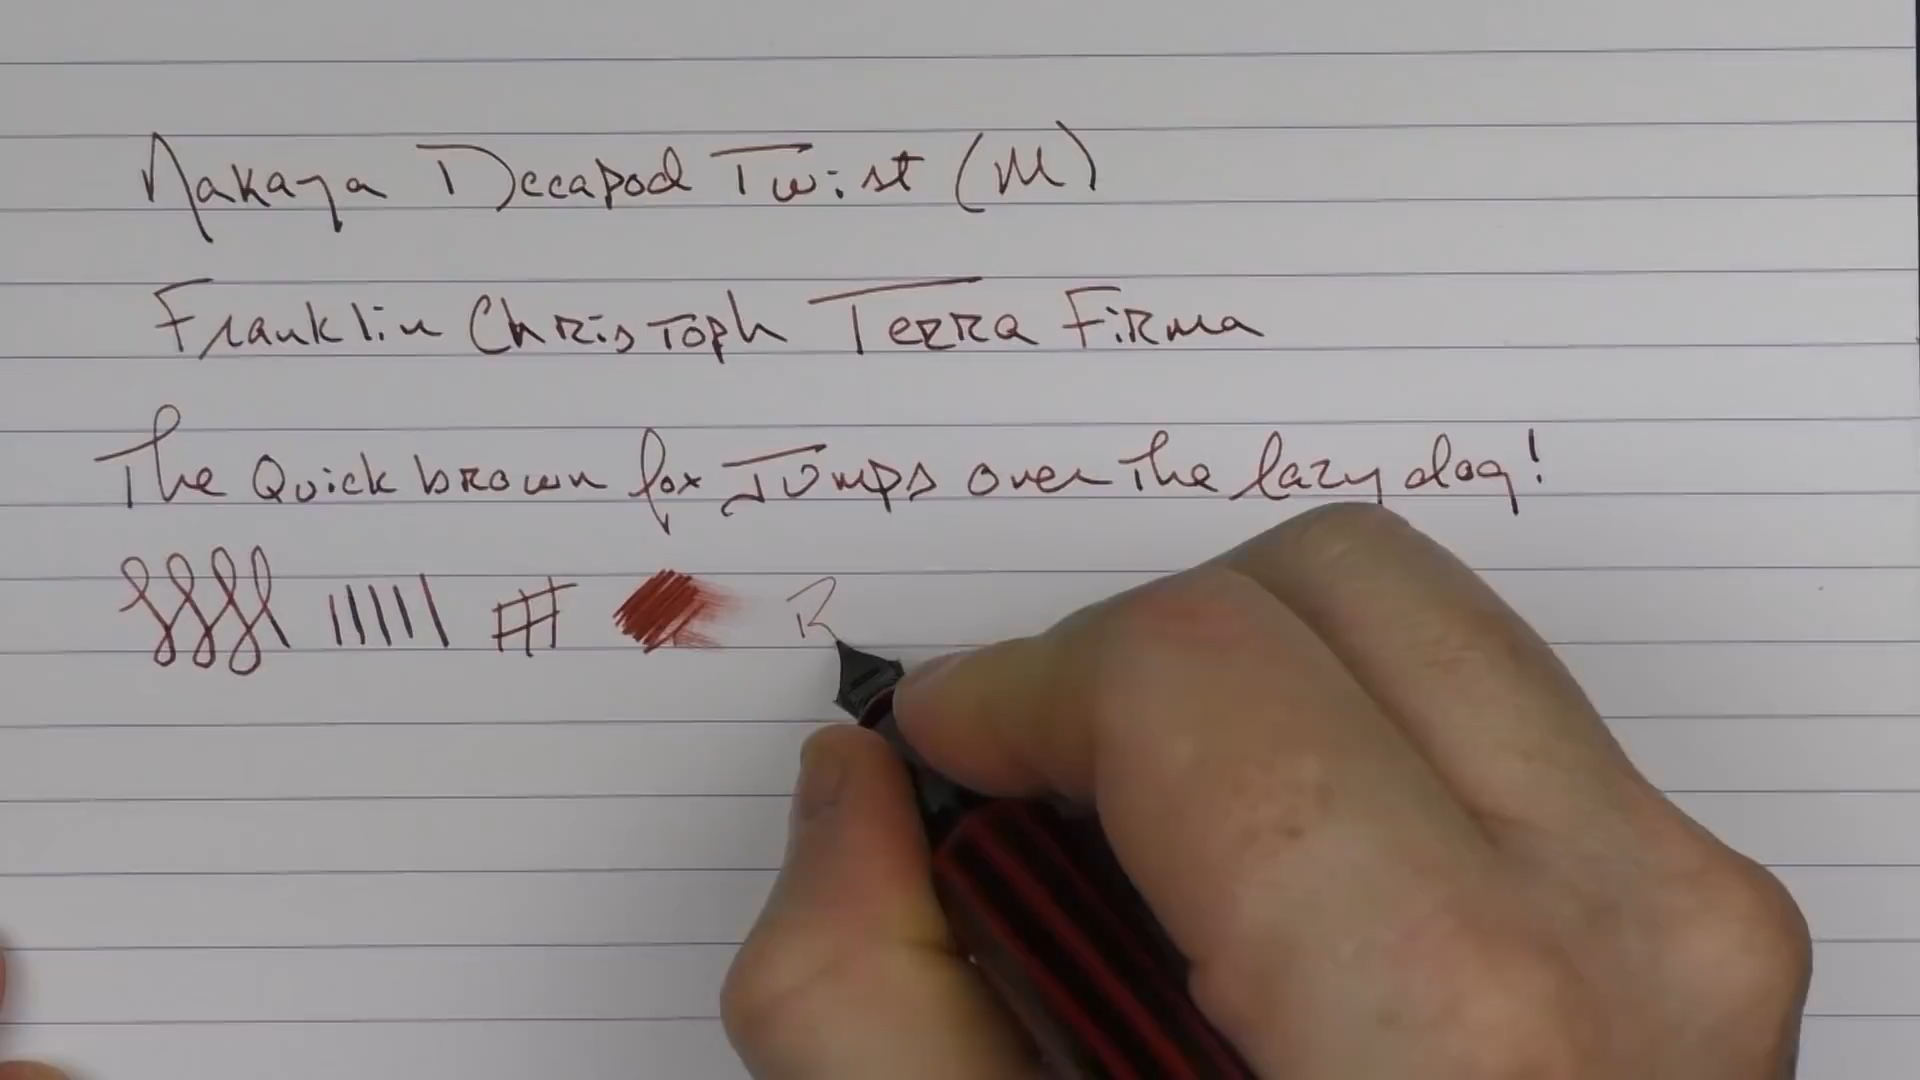 Nakaya Decapod Twist (M)
Franklin Christoph Terra Firma
The Quick brown fox Jumps over The lazy dog!
R